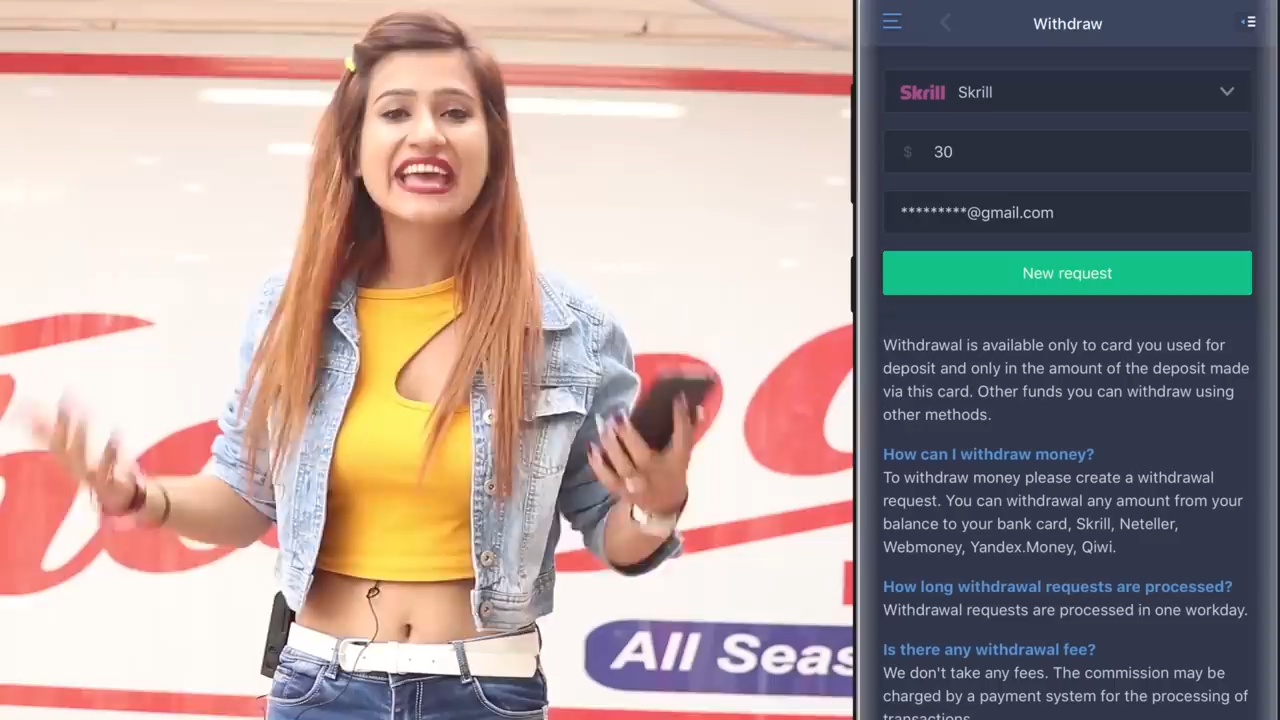 Withdraw
Skrill Skrill
$ 30
*********@gmail.com
New request
Withdrawal is available only to card you used for
deposit and only in the amount of the deposit made
via this card. Other funds you can withdraw using
other methods.
How can I withdraw money?
To withdraw money please create a withdrawal
request. You can withdrawal any amount from your
balance to your bank card, Skrill, Neteller,
Webmoney, Yandex.Money, Qiwi.
How long withdrawal requests are processed?
Withdrawal requests are processed in one workday.
Is there any withdrawal fee?
We don't take any fees. The commission may be
charged by a payment system for the processing of
transactions.
All Seas